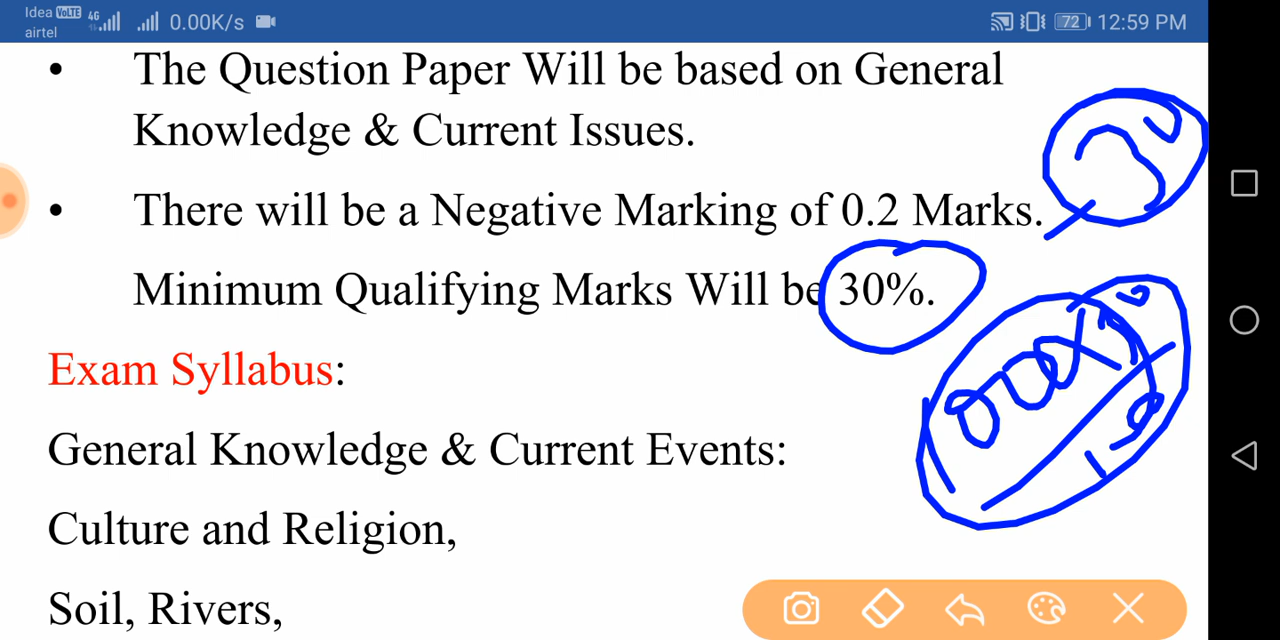 Idea VoLTE 4G 0.00K/s 72 12:59 PM
airtel
• The Question Paper Will be based on General
Knowledge & Current Issues.
• There will be a Negative Marking of 0.2 Marks.
Minimum Qualifying Marks Will be 30%.
Exam Syllabus:
General Knowledge & Current Events:
Culture and Religion,
Soil, Rivers,